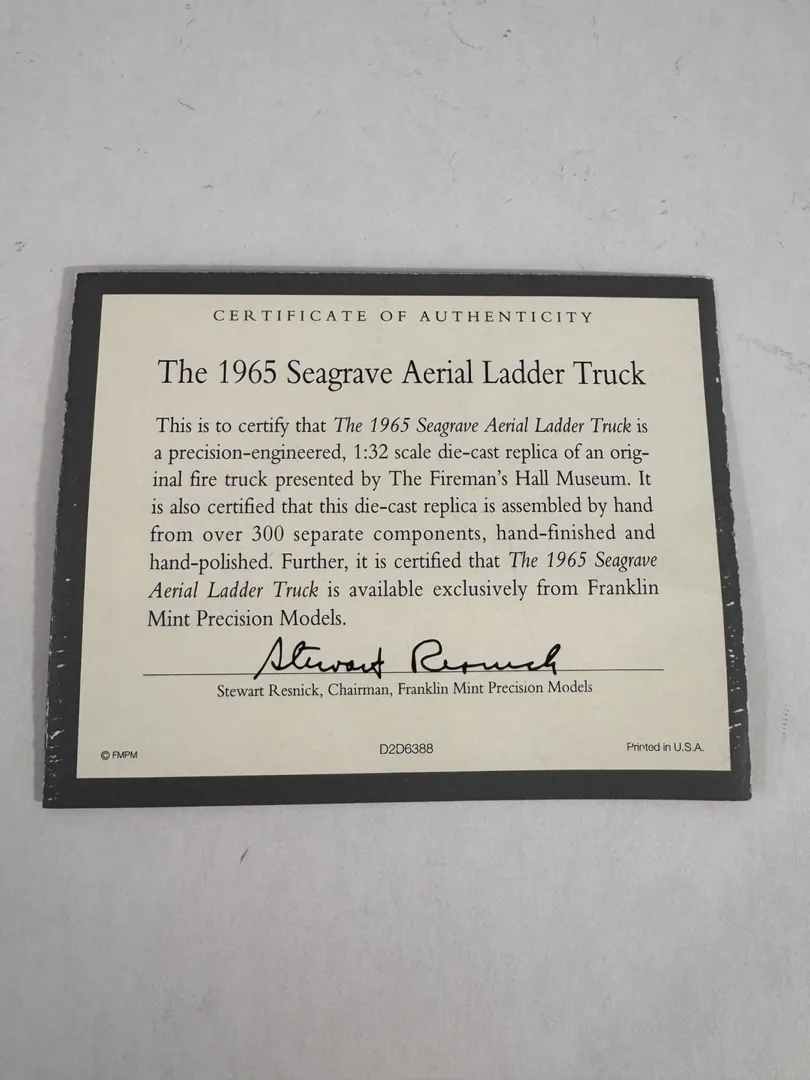 CERTIFICATE OF AUTHENTICITY
The 1965 Seagrave Aerial Ladder Truck
This is to certify that The 1965 Seagrave Aerial Ladder Truck is
a precision-engineered, 1:32 scale die-cast replica of an orig-
inal fire truck presented by The Fireman's Hall Museum. It
is also certified that this die-cast replica is assembled by hand
from over 300 separate components, hand-finished and
hand-polished. Further, it is certified that The 1965 Seagrave
Aerial Ladder Truck is available exclusively from Franklin
Mint Precision Models.
Stewart Resnick
Stewart Resnick, Chairman, Franklin Mint Precision Models
© FMPM D2D6388 Printed in U.S.A.